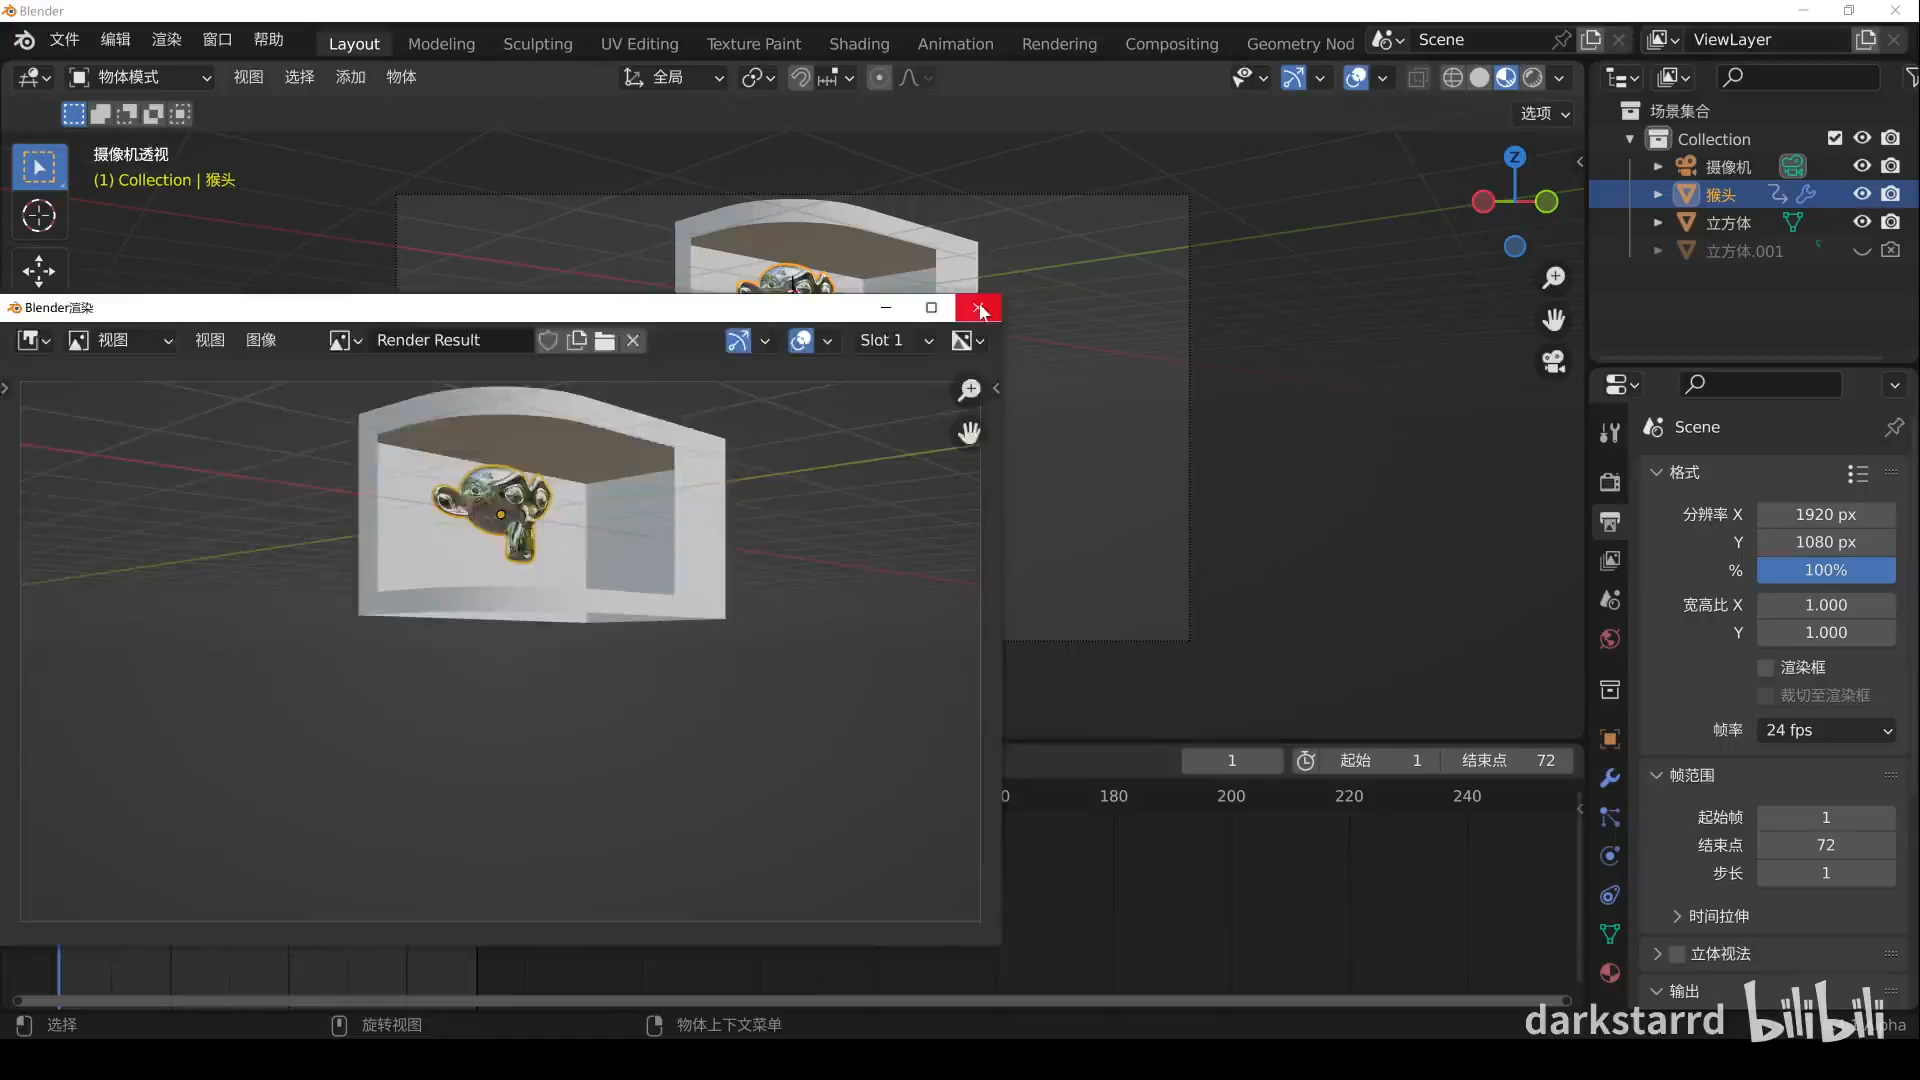 Blender
文件 编辑 渲染 窗口 帮助 Layout Modeling Sculpting UV Editing Texture Paint Shading Animation Rendering Compositing Geometry Nod Scene ViewLayer
物体模式 视图 选择 添加 物体 全局
选项
摄像机透视
(1) Collection | 猴头
Z
场景集合
Collection
摄像机
猴头
立方体
立方体.001
Blender渲染
视图 视图 图像 Render Result Slot 1
Scene
格式
分辨率 X 1920 px
Y 1080 px
% 100%
宽高比 X 1.000
Y 1.000
渲染框
裁切至渲染框
帧率 24 fps
帧范围
起始帧 1
结束点 72
步长 1
时间拉伸
立体视法
输出
1 起始 1 结束点 72
0 180 200 220 240
选择 旋转视图 物体上下文菜单
darkstarrd bilibili